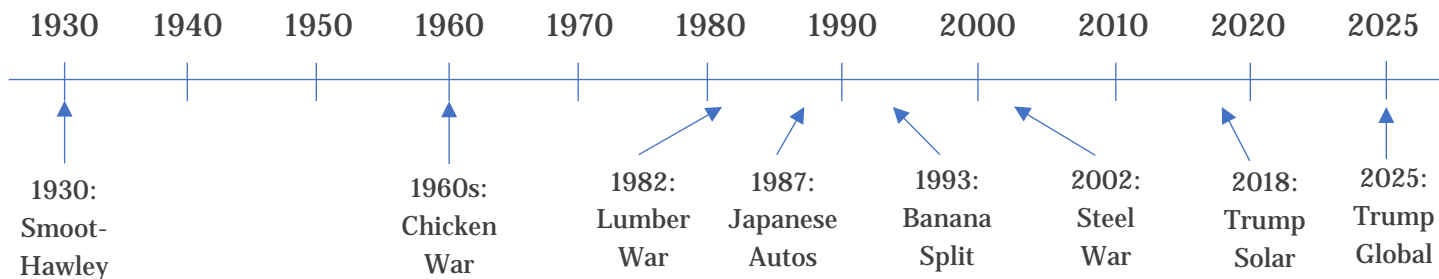 1930 1940 1950 1960 1970 1980 1990 2000 2010 2020 2025
1930:
Smoot-
Hawley
1960s:
Chicken
War
1982:
Lumber
War
1987:
Japanese
Autos
1993:
Banana
Split
2002:
Steel
War
2018:
Trump
Solar
2025:
Trump
Global